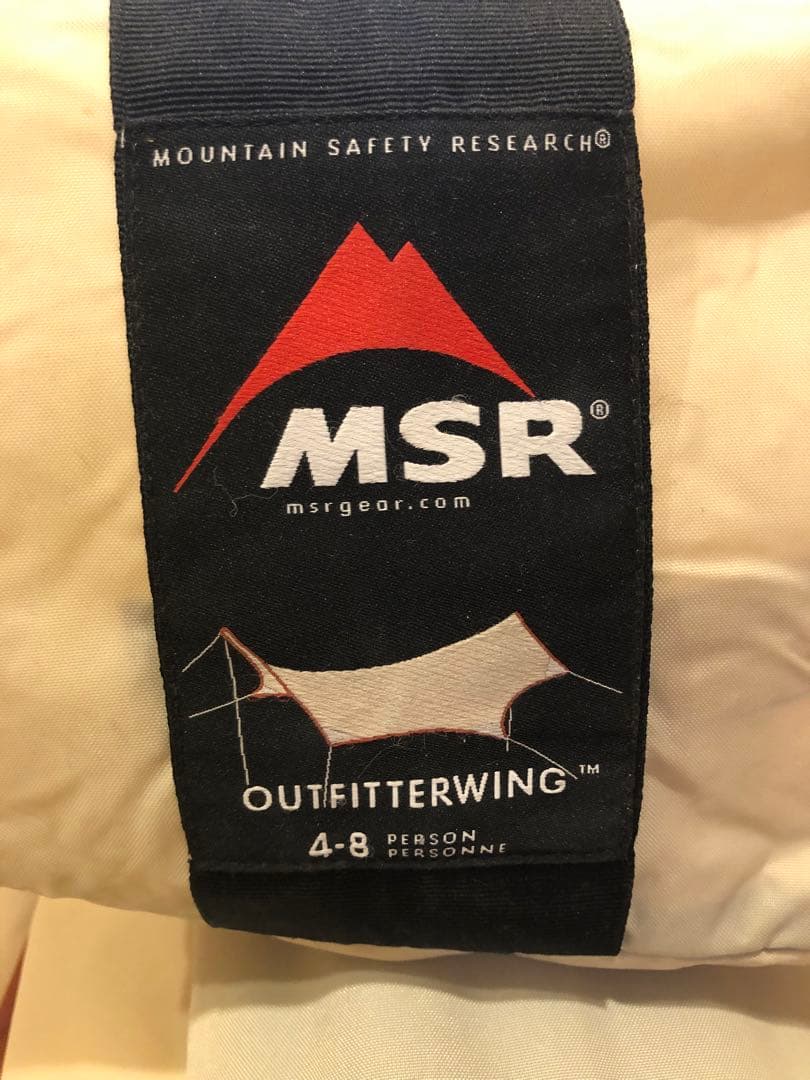 MOUNTAIN SAFETY RESEARCH®
MSR®
msrgear.com
OUTFITTERWING™
4-8 PERSON
PERSONNE